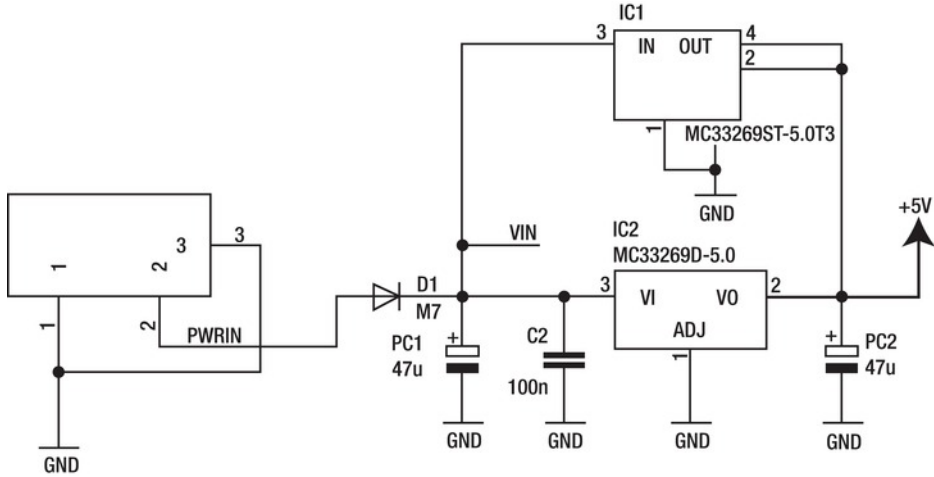 IC1
3 IN OUT 4
2
1 MC33269ST-5.0T3
GND
+5V
IC2
VIN MC33269D-5.0
3 3
1 2
D1 3 VI VO 2
M7
1 2 PWRIN
ADJ
+ PC1 47u
C2 100n
1
+ PC2 47u
GND
GND
GND
GND
GND